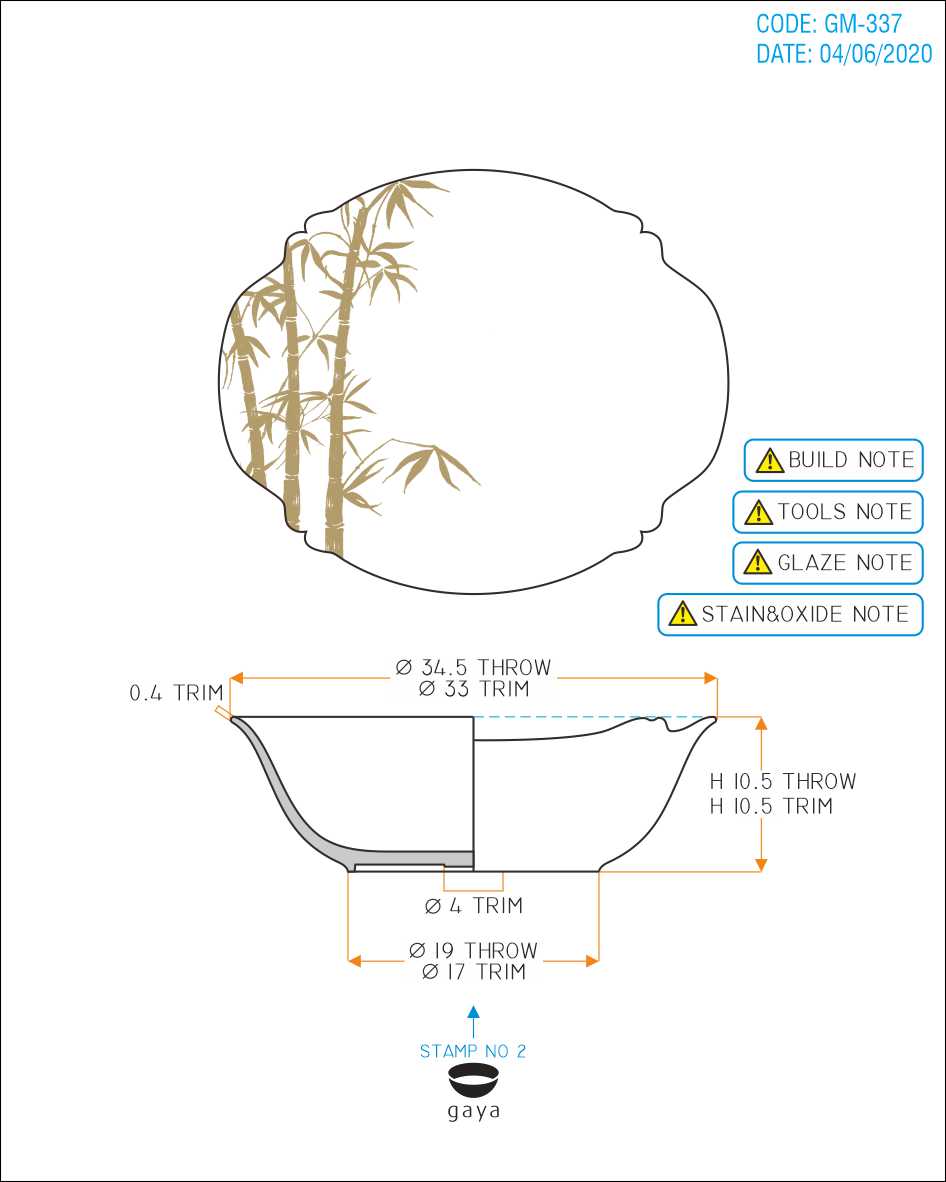 CODE: GM-337
DATE: 04/06/2020
BUILD NOTE
TOOLS NOTE
GLAZE NOTE
STAIN&OXIDE NOTE
Ø 34.5 THROW
Ø 33 TRIM
0.4 TRIM
H 10.5 THROW
H 10.5 TRIM
Ø 4 TRIM
Ø 19 THROW
Ø 17 TRIM
STAMP NO 2
gaya